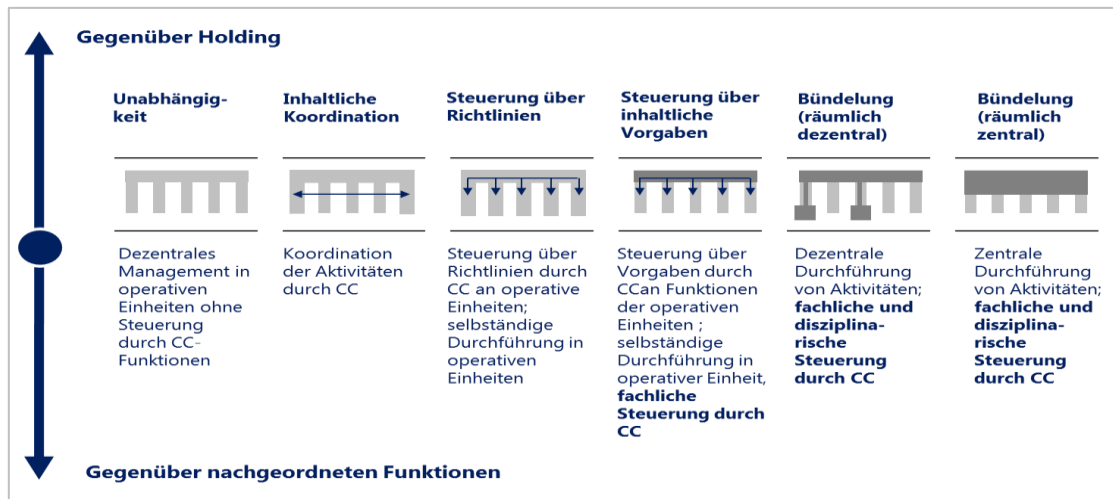 Gegenüber Holding
Unabhängig-
keit
Inhaltliche
Koordination
Steuerung über
Richtlinien
Steuerung über
inhaltliche
Vorgaben
Bündelung
(räumlich
dezentral)
Bündelung
(räumlich
zentral)
Dezentrales
Management in
operativen
Einheiten ohne
Steuerung
durch CC-
Funktionen
Koordination
der Aktivitäten
durch CC
Steuerung über
Richtlinien durch
CC an operative
Einheiten;
selbständige
Durchführung in
operativen
Einheiten
Steuerung über
Vorgaben durch
CCan Funktionen
der operativen
Einheiten ;
selbständige
Durchführung in
operativer Einheit,
fachliche
Steuerung durch
CC
Dezentrale
Durchführung
von Aktivitäten;
fachliche und
disziplina-
rische
Steuerung
durch CC
Zentrale
Durchführung
von Aktivitäten;
fachliche und
disziplina-
rische
Steuerung
durch CC
Gegenüber nachgeordneten Funktionen